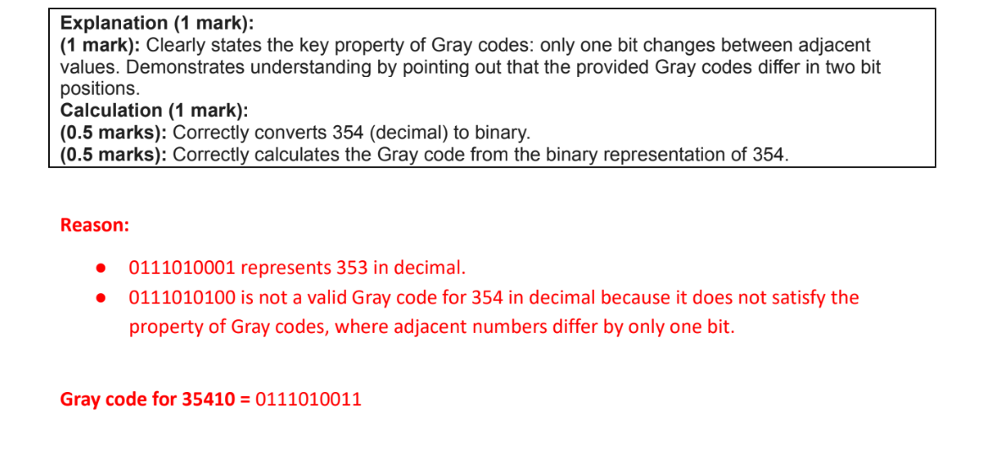 Explanation (1 mark):
(1 mark): Clearly states the key property of Gray codes: only one bit changes between adjacent
values. Demonstrates understanding by pointing out that the provided Gray codes differ in two bit
positions.
Calculation (1 mark):
(0.5 marks): Correctly converts 354 (decimal) to binary.
(0.5 marks): Correctly calculates the Gray code from the binary representation of 354.
Reason:
● 0111010001 represents 353 in decimal.
● 0111010100 is not a valid Gray code for 354 in decimal because it does not satisfy the
property of Gray codes, where adjacent numbers differ by only one bit.
Gray code for 35410 = 0111010011